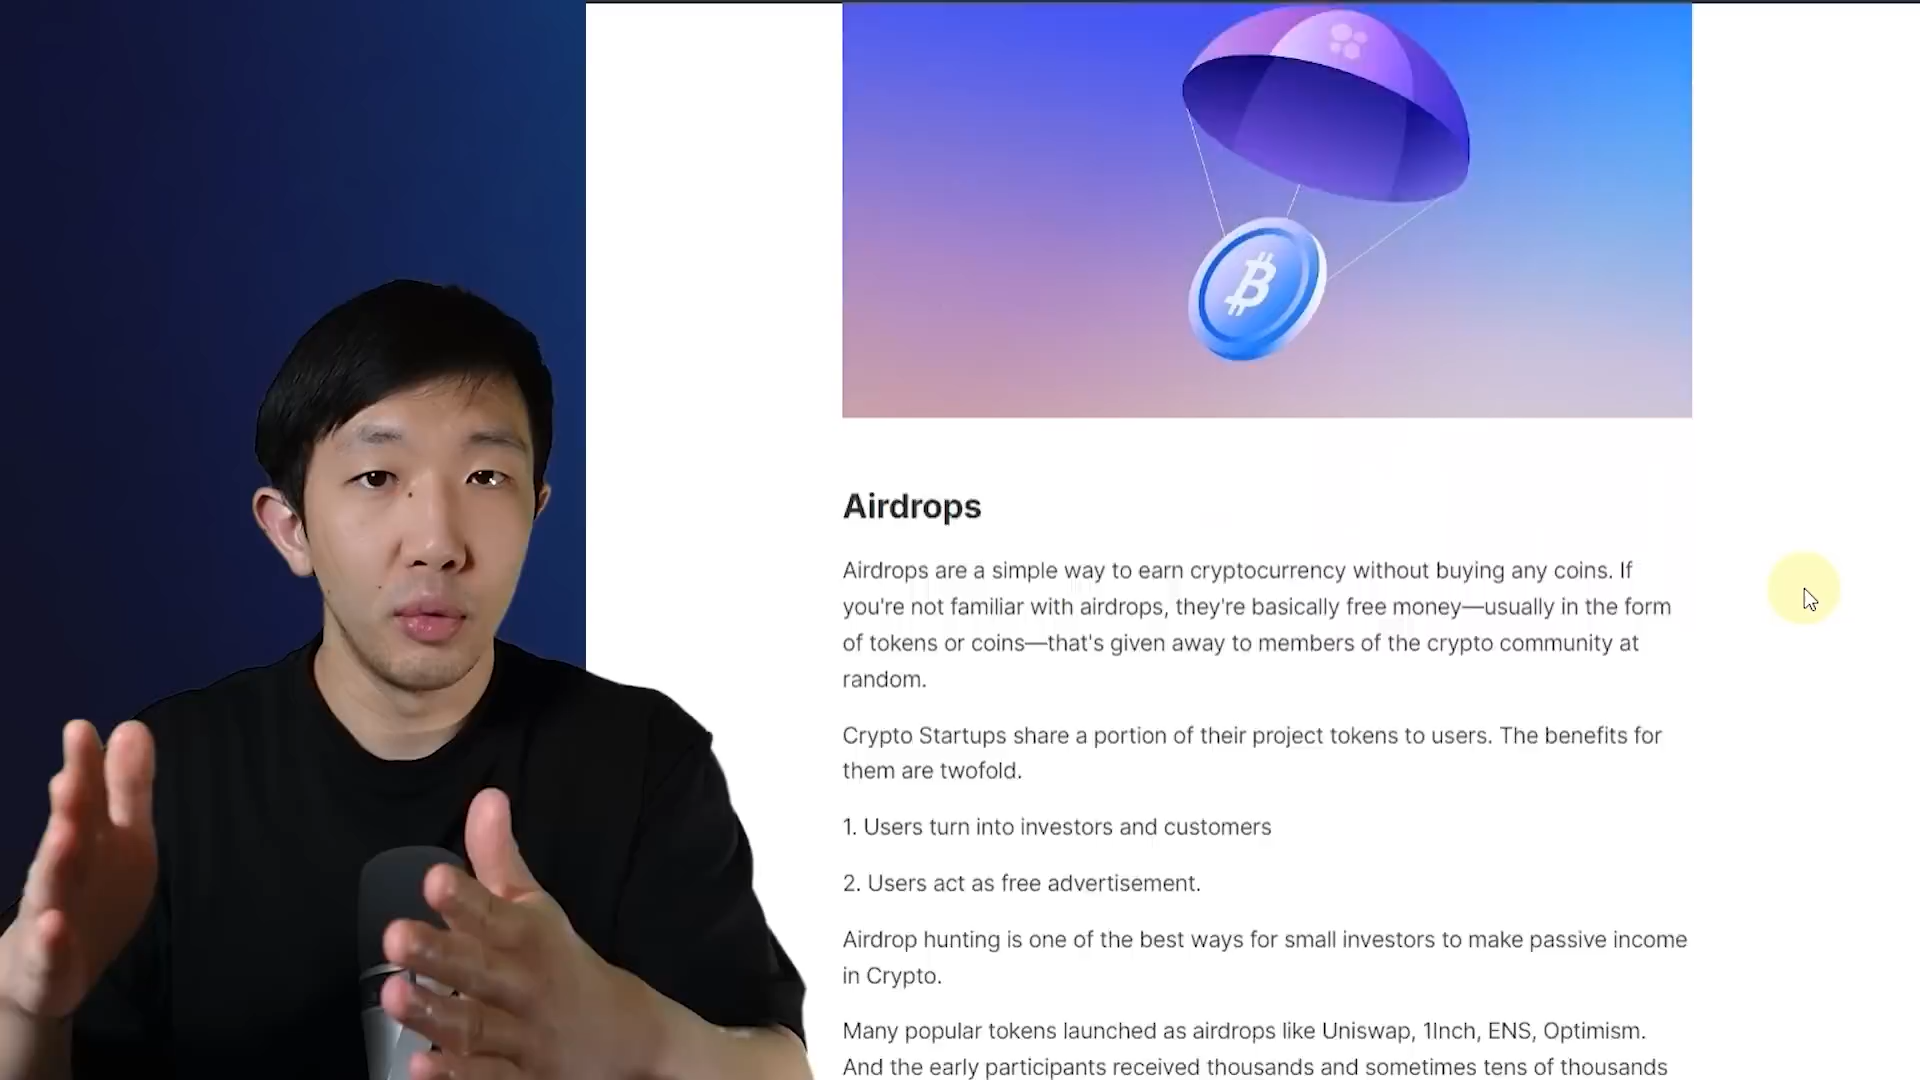 Airdrops
Airdrops are a simple way to earn cryptocurrency without buying any coins. If
you're not familiar with airdrops, they're basically free money—usually in the form
of tokens or coins—that's given away to members of the crypto community at
random.
Crypto Startups share a portion of their project tokens to users. The benefits for
them are twofold.
1. Users turn into investors and customers
2. Users act as free advertisement.
Airdrop hunting is one of the best ways for small investors to make passive income
in Crypto.
Many popular tokens launched as airdrops like Uniswap, 1Inch, ENS, Optimism.
And the early participants received thousands and sometimes tens of thousands